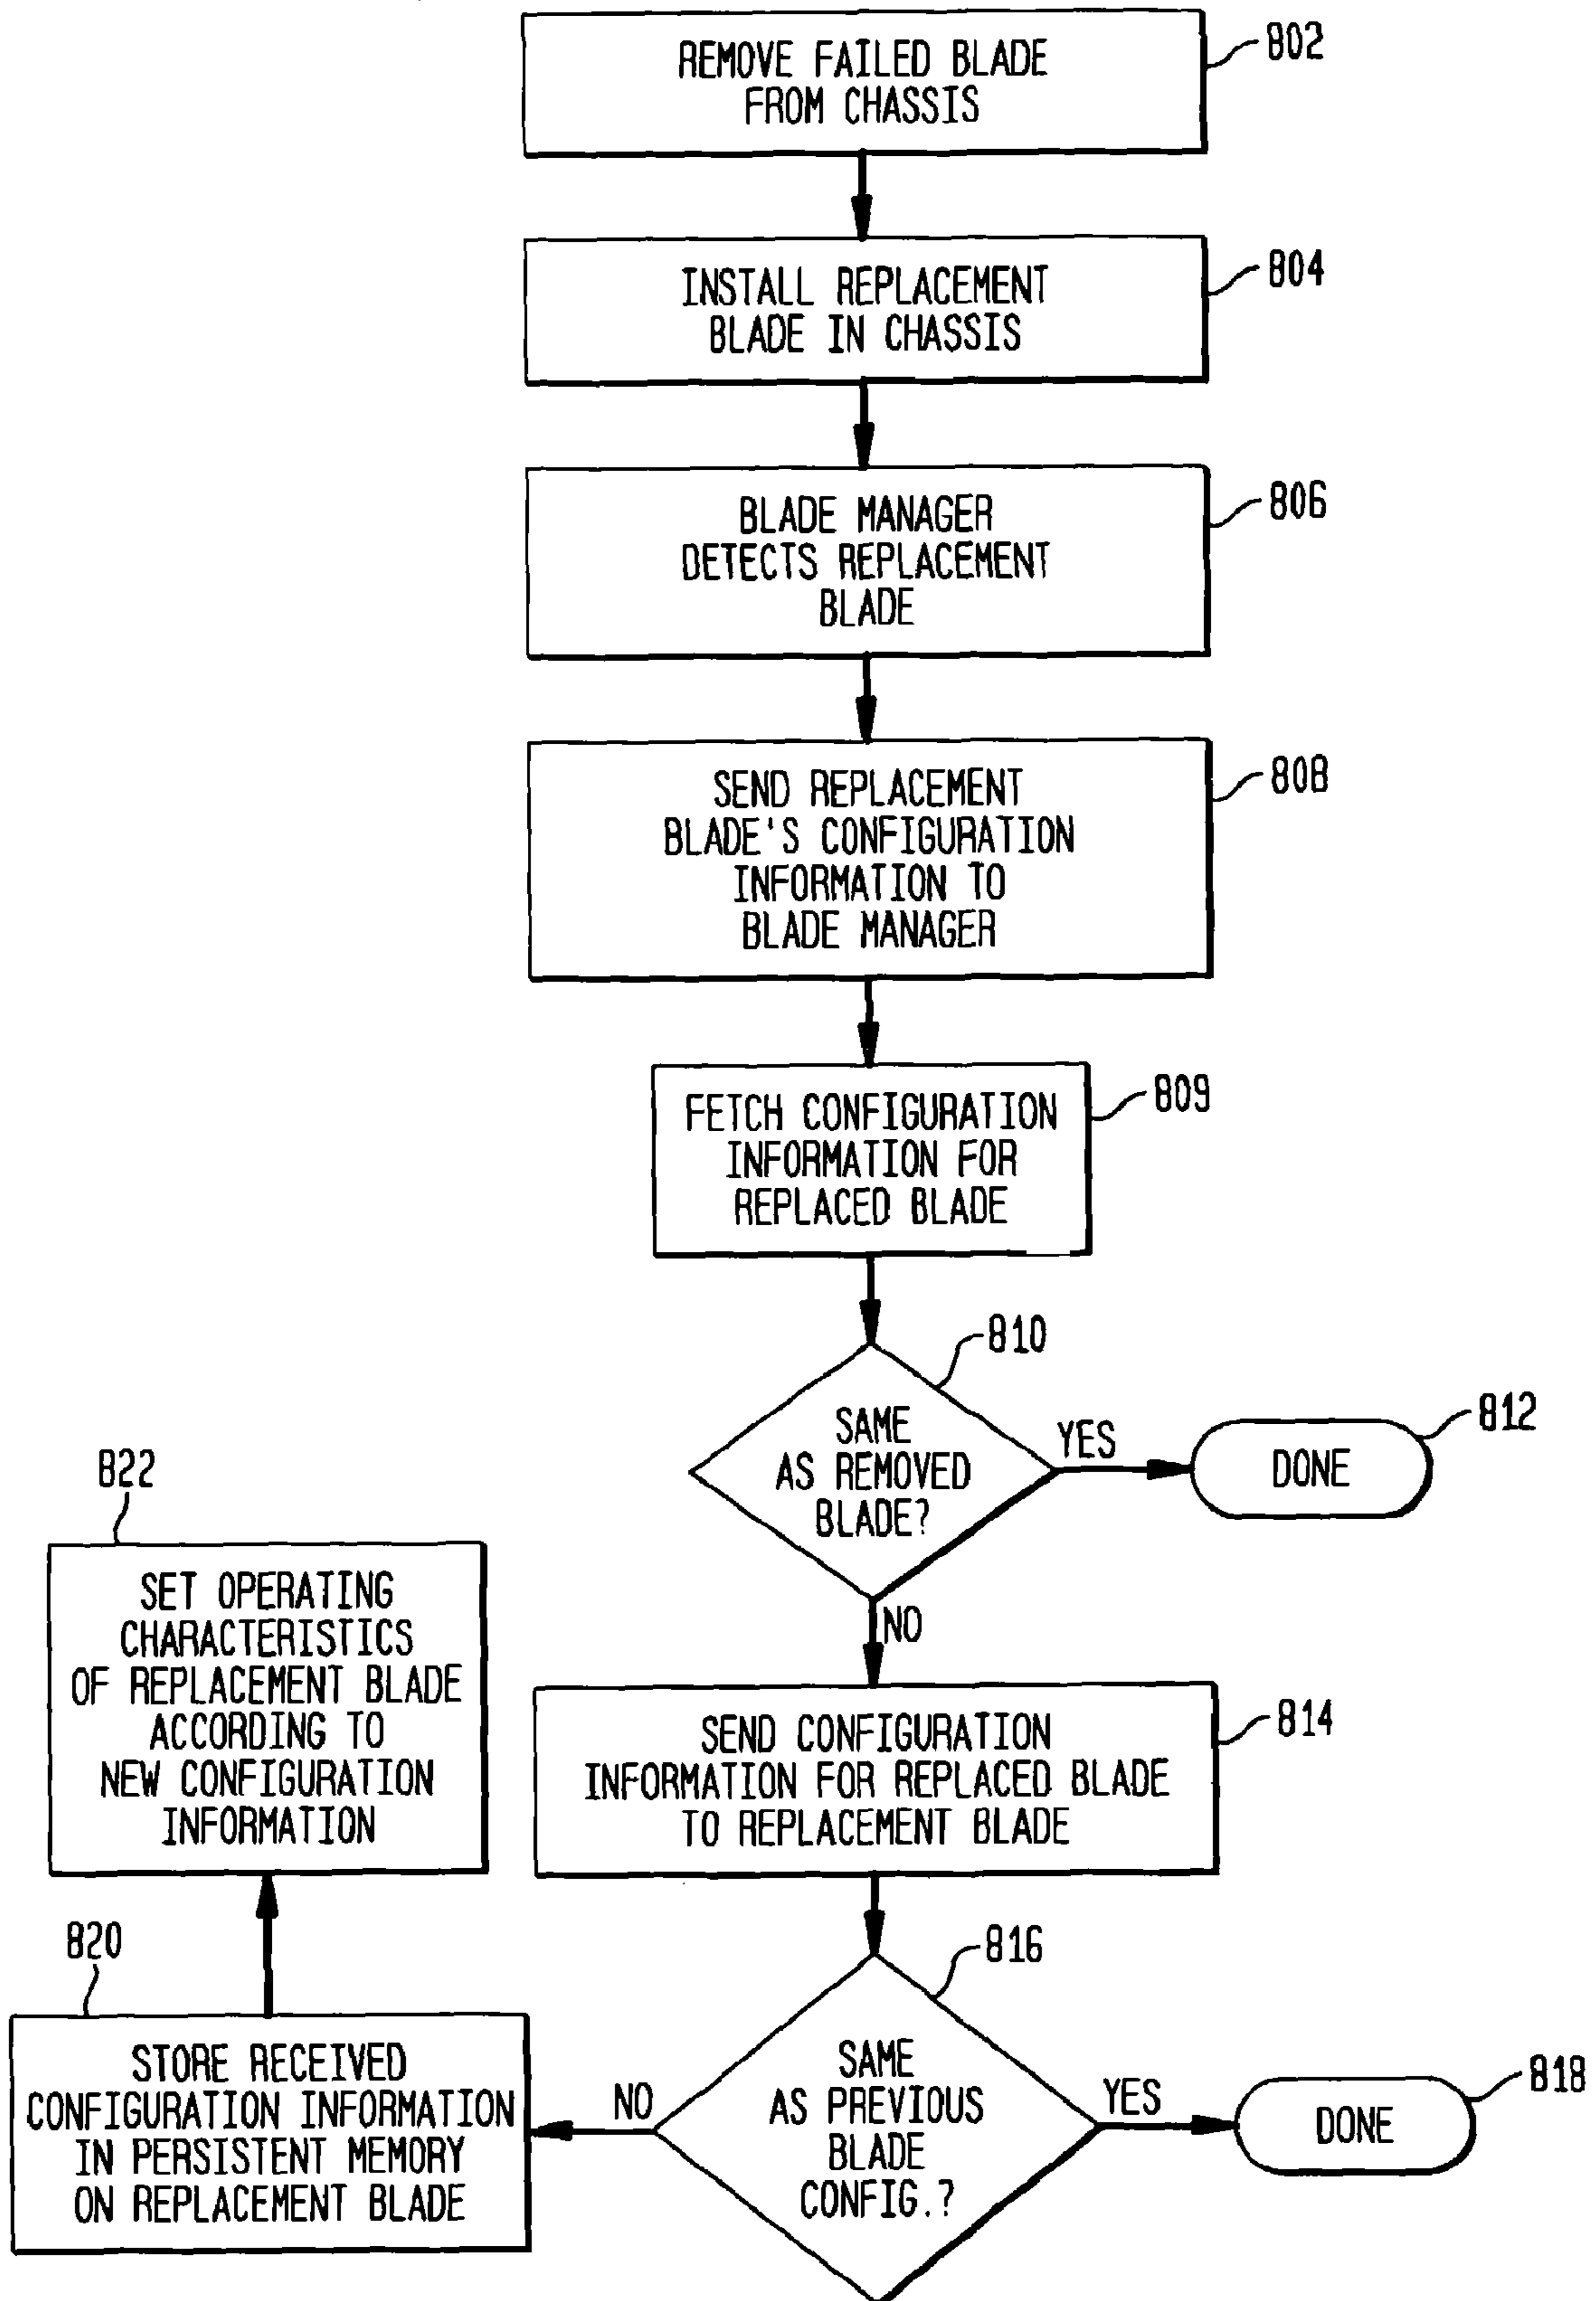 REMOVE FAILED BLADE
FROM CHASSIS
802
INSTALL REPLACEMENT
BLADE IN CHASSIS
804
BLADE MANAGER
DETECTS REPLACEMENT
BLADE
806
SEND REPLACEMENT
BLADE'S CONFIGURATION
INFORMATION TO
BLADE MANAGER
808
FETCH CONFIGURATION
INFORMATION FOR
REPLACED BLADE
809
810
SAME
AS REMOVED
BLADE?
YES
DONE
812
NO
SEND CONFIGURATION
INFORMATION FOR REPLACED BLADE
TO REPLACEMENT BLADE
814
816
SAME
AS PREVIOUS
BLADE
CONFIG.?
YES
DONE
818
NO
820
STORE RECEIVED
CONFIGURATION INFORMATION
IN PERSISTENT MEMORY
ON REPLACEMENT BLADE
822
SET OPERATING
CHARACTERISTICS
OF REPLACEMENT BLADE
ACCORDING TO
NEW CONFIGURATION
INFORMATION